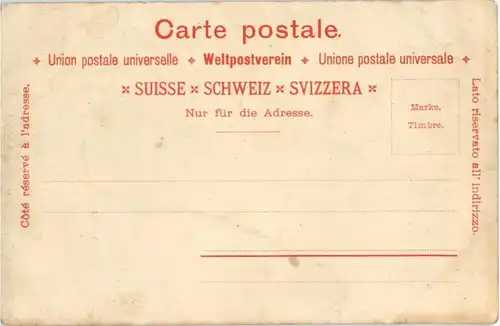 Carte postale.
✤ Union postale universelle ✤ Weltpostverein ✤ Unione postale universale ✤
⌘ SUISSE ⌘ SCHWEIZ ⌘ SVIZZERA ⌘
Nur für die Adresse.
Marke,
Timbre.
Côté réservé à l'adresse.
Lato riservato all' indirizzo.